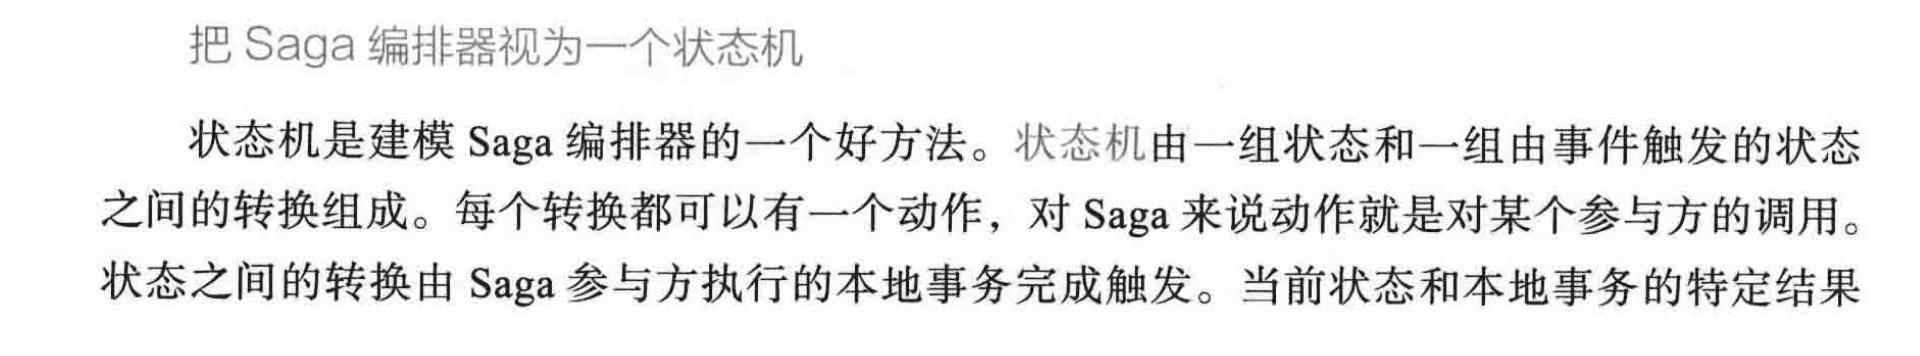 把 Saga 编排器视为一个状态机
状态机是建模 Saga 编排器的一个好方法。状态机由一组状态和一组由事件触发的状态
之间的转换组成。每个转换都可以有一个动作，对 Saga 来说动作就是对某个参与方的调用。
状态之间的转换由 Saga 参与方执行的本地事务完成触发。当前状态和本地事务的特定结果